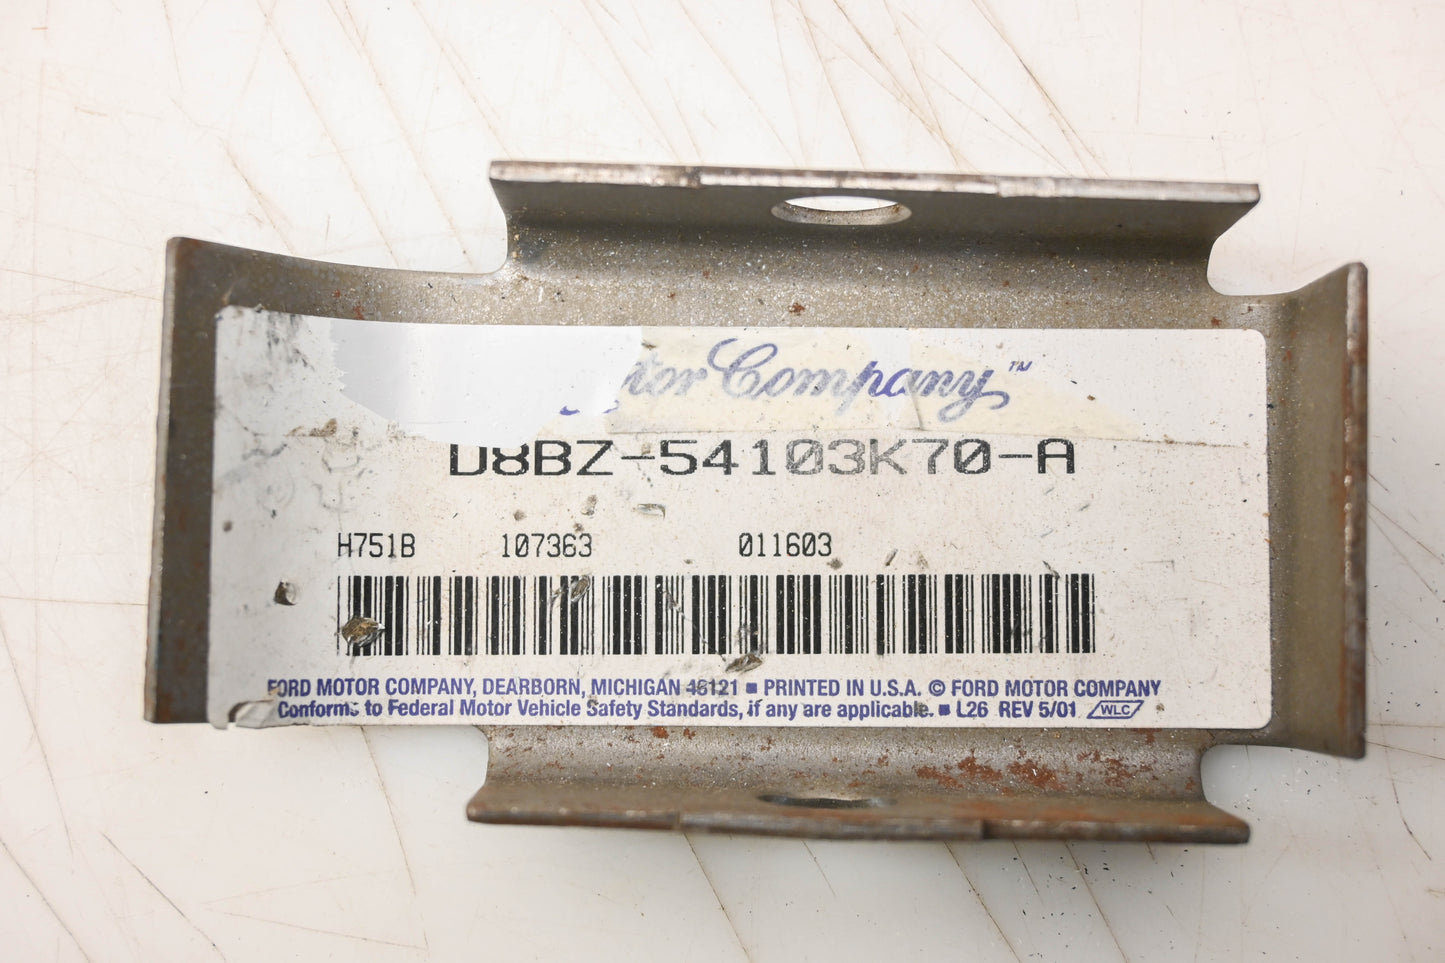 Company™
D8BZ-54103K70-A
H751B 107363 011603
FORD MOTOR COMPANY, DEARBORN, MICHIGAN 48121 ■ PRINTED IN U.S.A. © FORD MOTOR COMPANY
Conforms to Federal Motor Vehicle Safety Standards, if any are applicable. ■ L26 REV 5/01 WLC